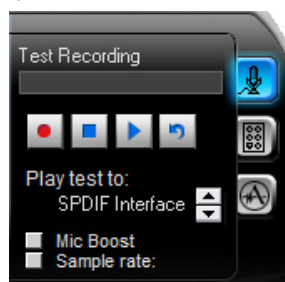 Test Recording
Play test to:
SPDIF Interface
Mic Boost
Sample rate: